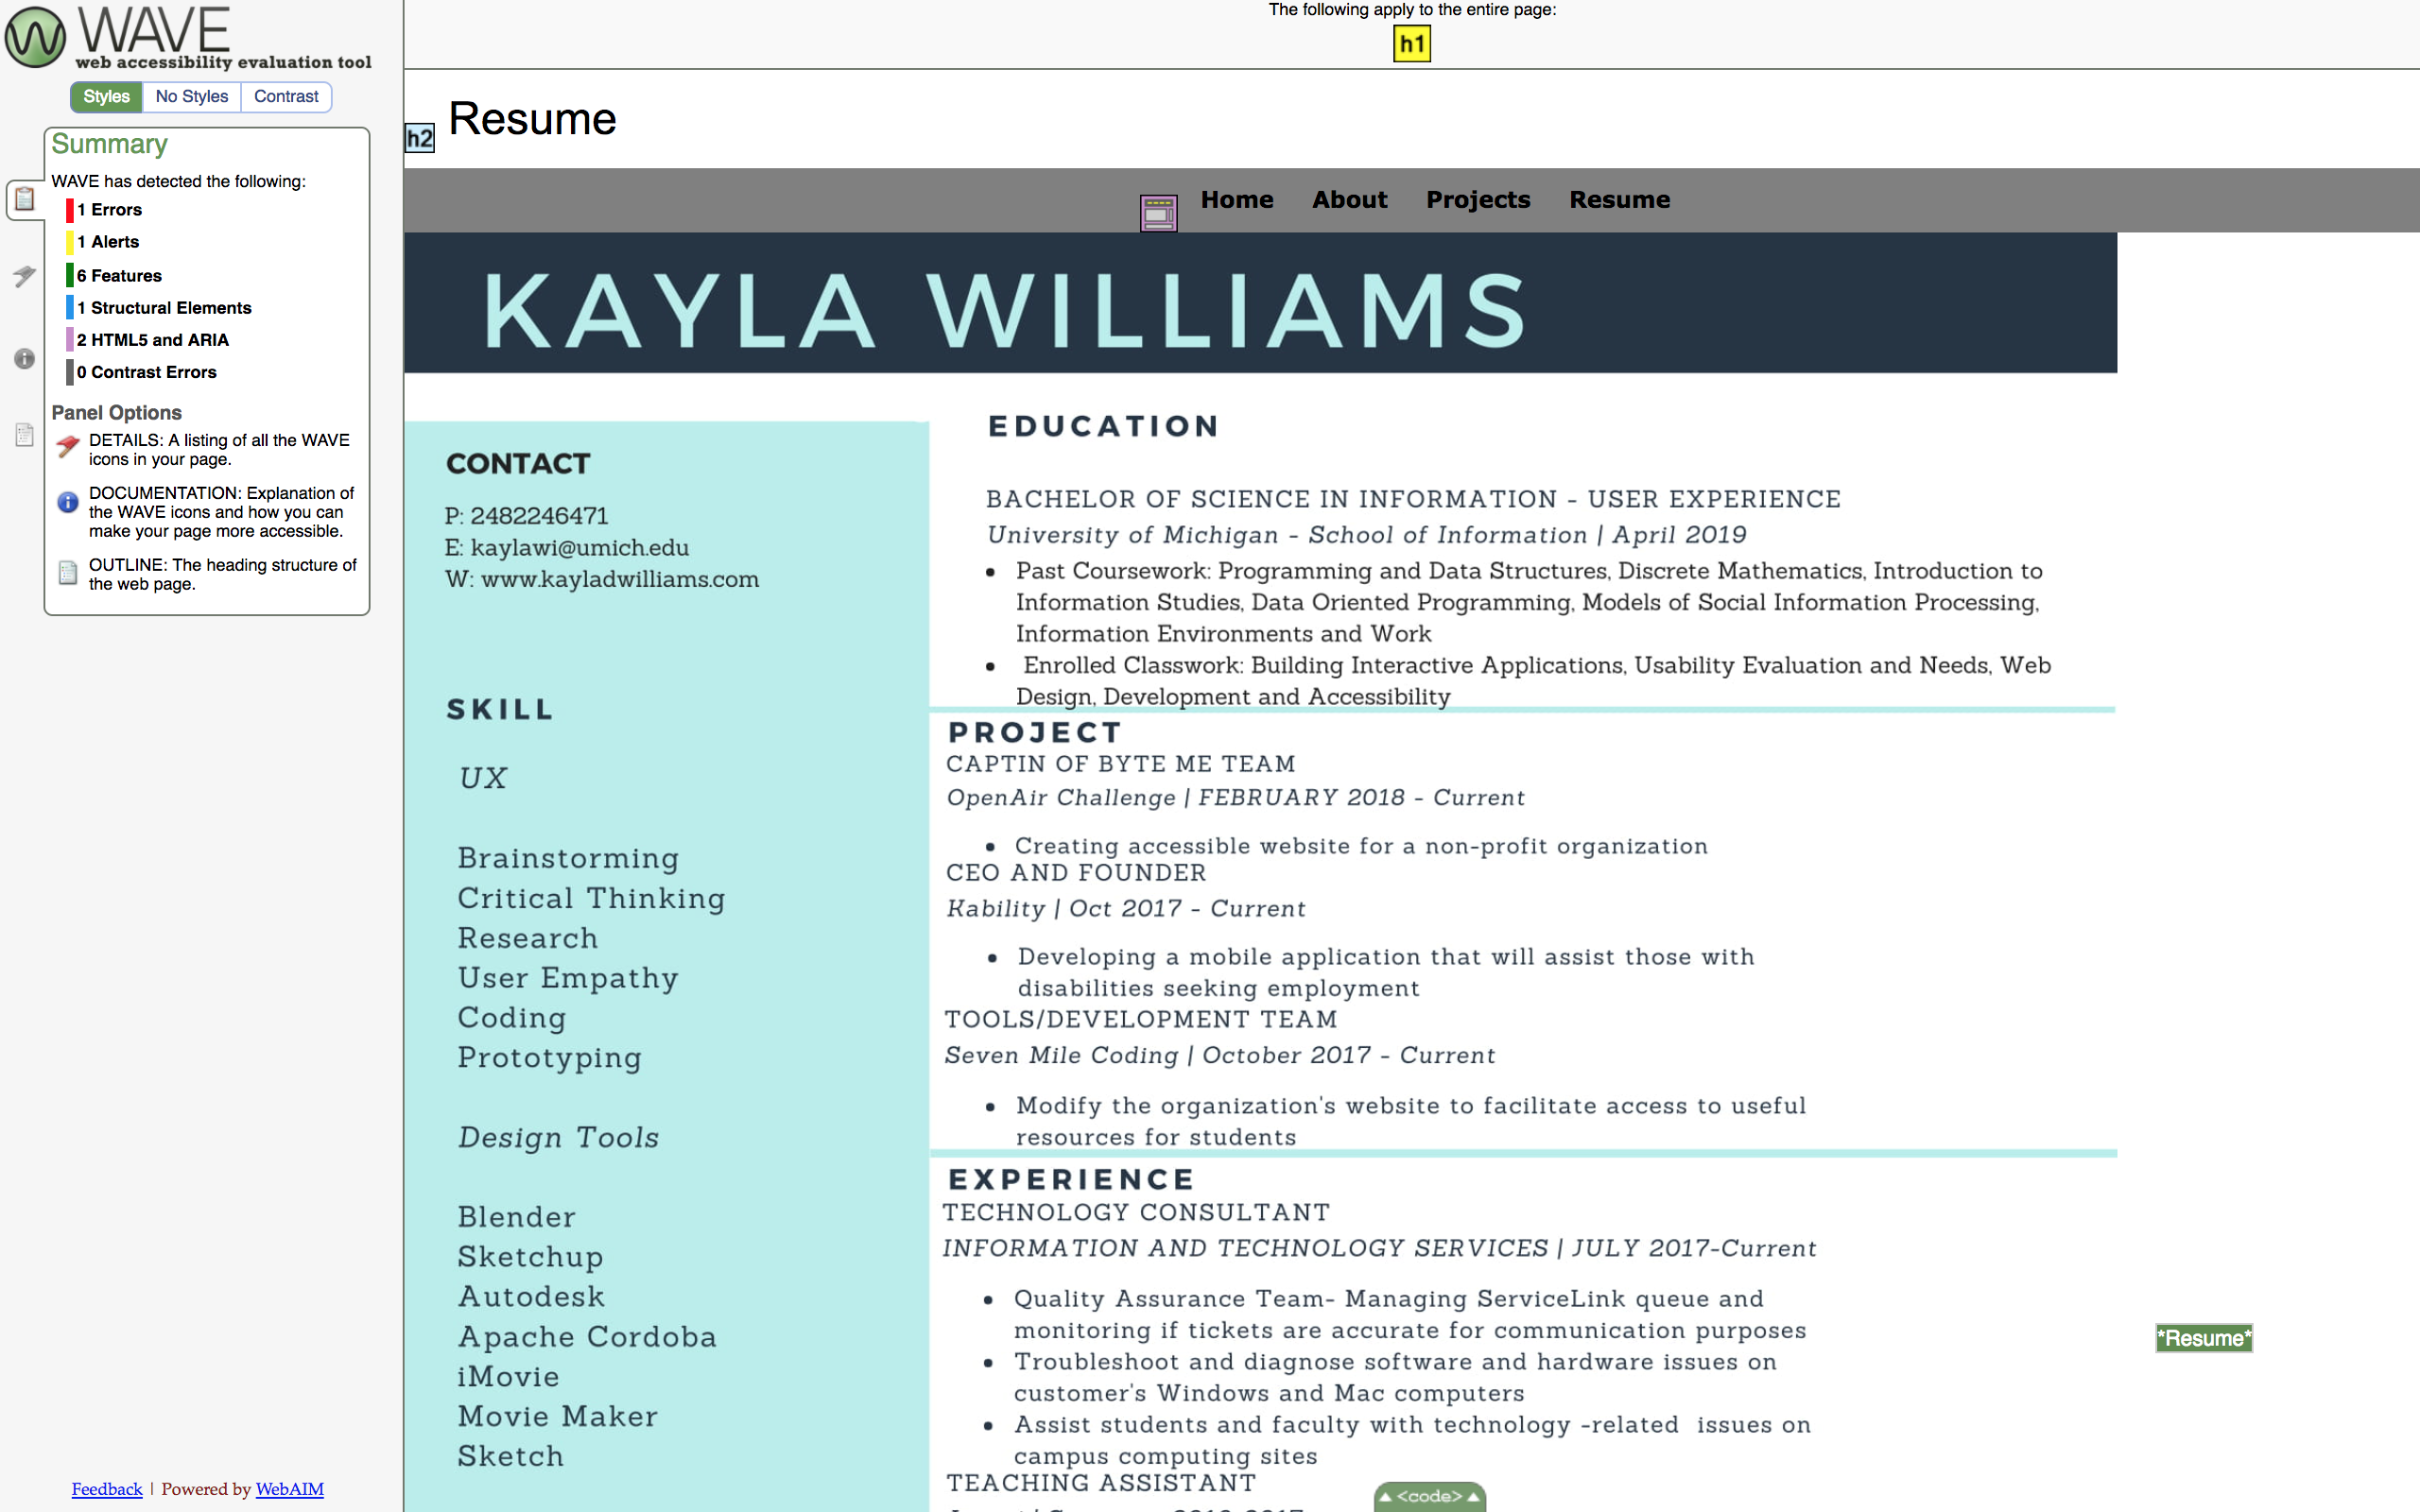 WAVE
web accessibility evaluation tool
Styles No Styles Contrast
Summary
WAVE has detected the following:
1 Errors
1 Alerts
6 Features
1 Structural Elements
2 HTML5 and ARIA
0 Contrast Errors
Panel Options
DETAILS: A listing of all the WAVE
icons in your page.
DOCUMENTATION: Explanation of
the WAVE icons and how you can
make your page more accessible.
OUTLINE: The heading structure of
the web page.
Feedback | Powered by WebAIM
The following apply to the entire page:
h1
h2 Resume
Home About Projects Resume
KAYLA WILLIAMS
CONTACT
P: 2482246471
E: kaylawi@umich.edu
W: www.kayladwilliams.com
SKILL
UX
Brainstorming
Critical Thinking
Research
User Empathy
Coding
Prototyping
Design Tools
Blender
Sketchup
Autodesk
Apache Cordoba
iMovie
Movie Maker
Sketch
EDUCATION
BACHELOR OF SCIENCE IN INFORMATION - USER EXPERIENCE
University of Michigan - School of Information | April 2019
• Past Coursework: Programming and Data Structures, Discrete Mathematics, Introduction to
Information Studies, Data Oriented Programming, Models of Social Information Processing,
Information Environments and Work
• Enrolled Classwork: Building Interactive Applications, Usability Evaluation and Needs, Web
Design, Development and Accessibility
PROJECT
CAPTIN OF BYTE ME TEAM
OpenAir Challenge | FEBRUARY 2018 - Current
• Creating accessible website for a non-profit organization
CEO AND FOUNDER
Kability | Oct 2017 - Current
• Developing a mobile application that will assist those with
disabilities seeking employment
TOOLS/DEVELOPMENT TEAM
Seven Mile Coding | October 2017 - Current
• Modify the organization's website to facilitate access to useful
resources for students
EXPERIENCE
TECHNOLOGY CONSULTANT
INFORMATION AND TECHNOLOGY SERVICES | JULY 2017-Current
• Quality Assurance Team- Managing ServiceLink queue and
monitoring if tickets are accurate for communication purposes
• Troubleshoot and diagnose software and hardware issues on
customer's Windows and Mac computers
• Assist students and faculty with technology -related issues on
campus computing sites
TEACHING ASSISTANT
*Resume*
<code>